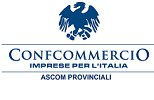 CONFCOMMERCIO
IMPRESE PER L'ITALIA
ASCOM PROVINCIALI